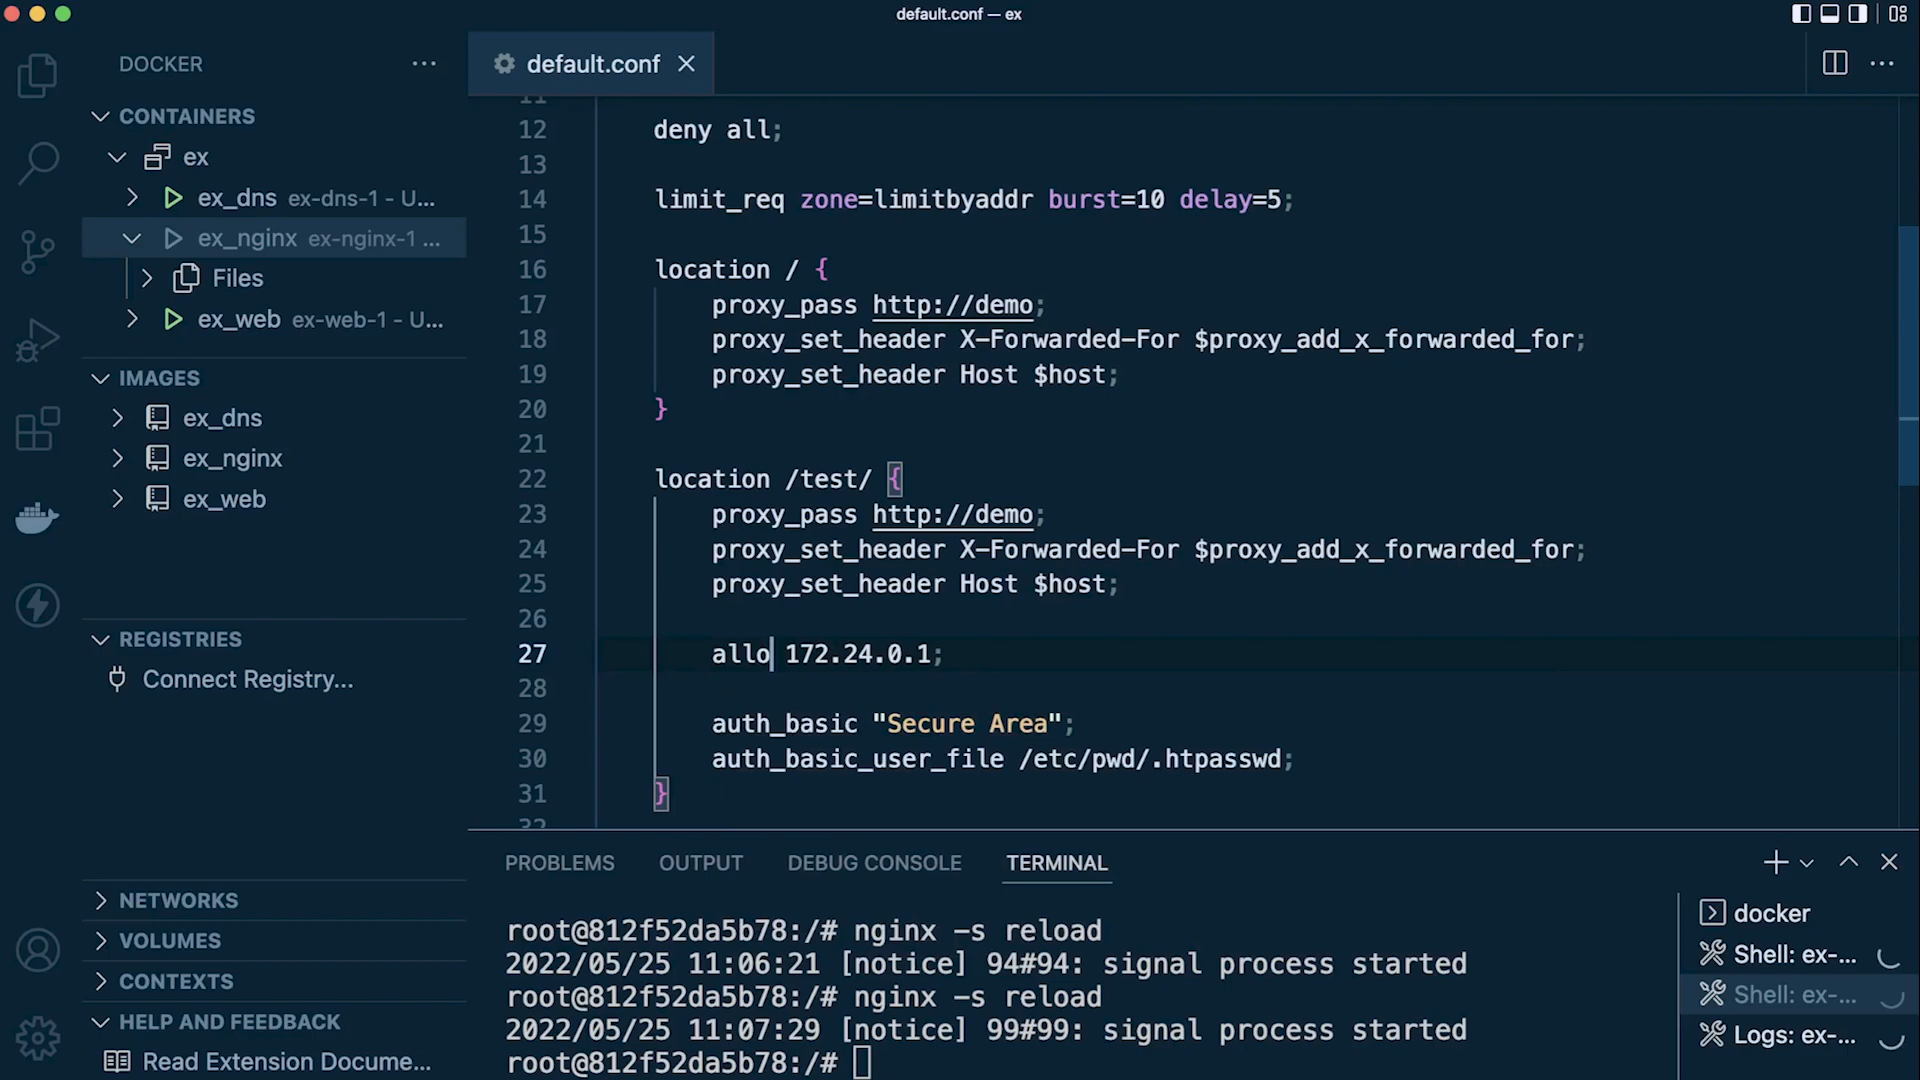 default.conf — ex
DOCKER
CONTAINERS
ex
ex_dns ex-dns-1 - U...
ex_nginx ex-nginx-1 ...
Files
ex_web ex-web-1 - U...
IMAGES
ex_dns
ex_nginx
ex_web
REGISTRIES
Connect Registry...
NETWORKS
VOLUMES
CONTEXTS
HELP AND FEEDBACK
Read Extension Docume...
default.conf
11
12 deny all;
13
14 limit_req zone=limitbyaddr burst=10 delay=5;
15
16 location / {
17 proxy_pass http://demo;
18 proxy_set_header X-Forwarded-For $proxy_add_x_forwarded_for;
19 proxy_set_header Host $host;
20 }
21
22 location /test/ {
23 proxy_pass http://demo;
24 proxy_set_header X-Forwarded-For $proxy_add_x_forwarded_for;
25 proxy_set_header Host $host;
26
27 allo 172.24.0.1;
28
29 auth_basic "Secure Area";
30 auth_basic_user_file /etc/pwd/.htpasswd;
31 }
32
PROBLEMS OUTPUT DEBUG CONSOLE TERMINAL
root@812f52da5b78:/# nginx -s reload
2022/05/25 11:06:21 [notice] 94#94: signal process started
root@812f52da5b78:/# nginx -s reload
2022/05/25 11:07:29 [notice] 99#99: signal process started
root@812f52da5b78:/#
docker
Shell: ex-...
Shell: ex-...
Logs: ex-...